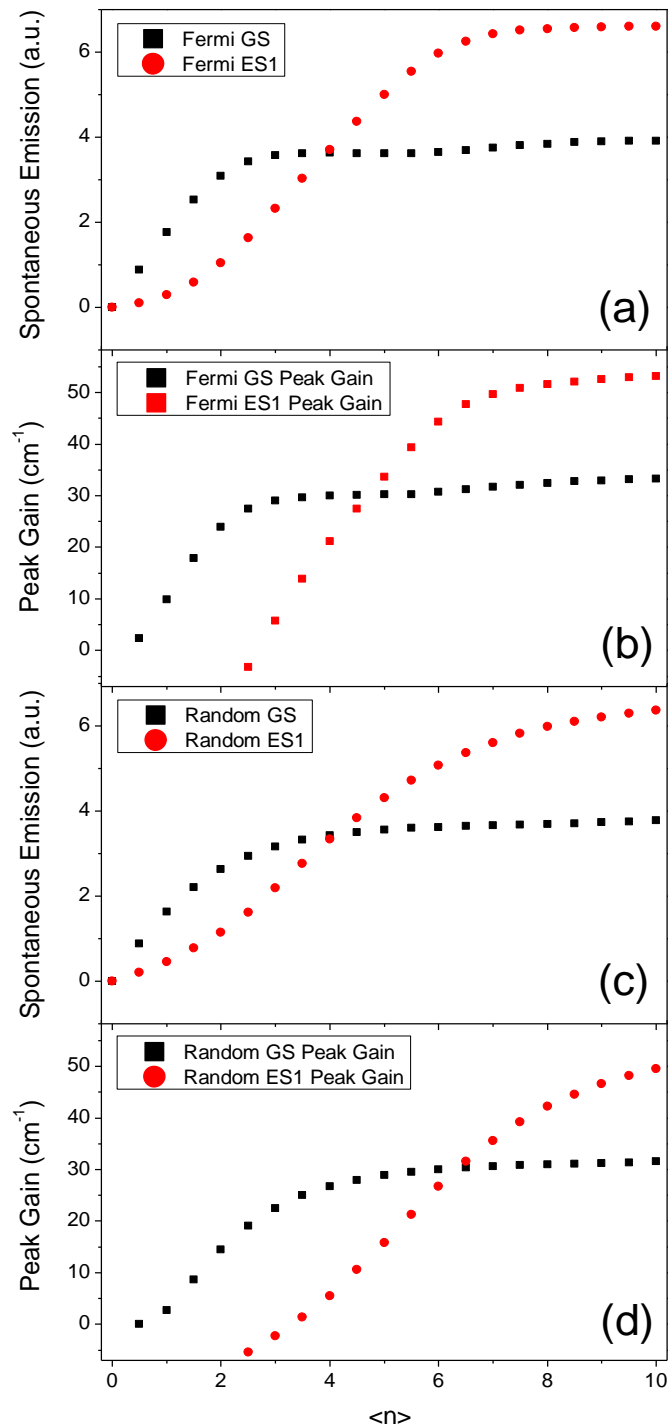 Spontaneous Emission (a.u.)
6
4
2
0
Fermi GS
Fermi ES1
(a)
Peak Gain (cm⁻¹)
50
40
30
20
10
0
Fermi GS Peak Gain
Fermi ES1 Peak Gain
(b)
Spontaneous Emission (a.u.)
6
4
2
0
Random GS
Random ES1
(c)
Peak Gain (cm⁻¹)
50
40
30
20
10
0
Random GS Peak Gain
Random ES1 Peak Gain
(d)
0 2 4 6 8 10
<n>